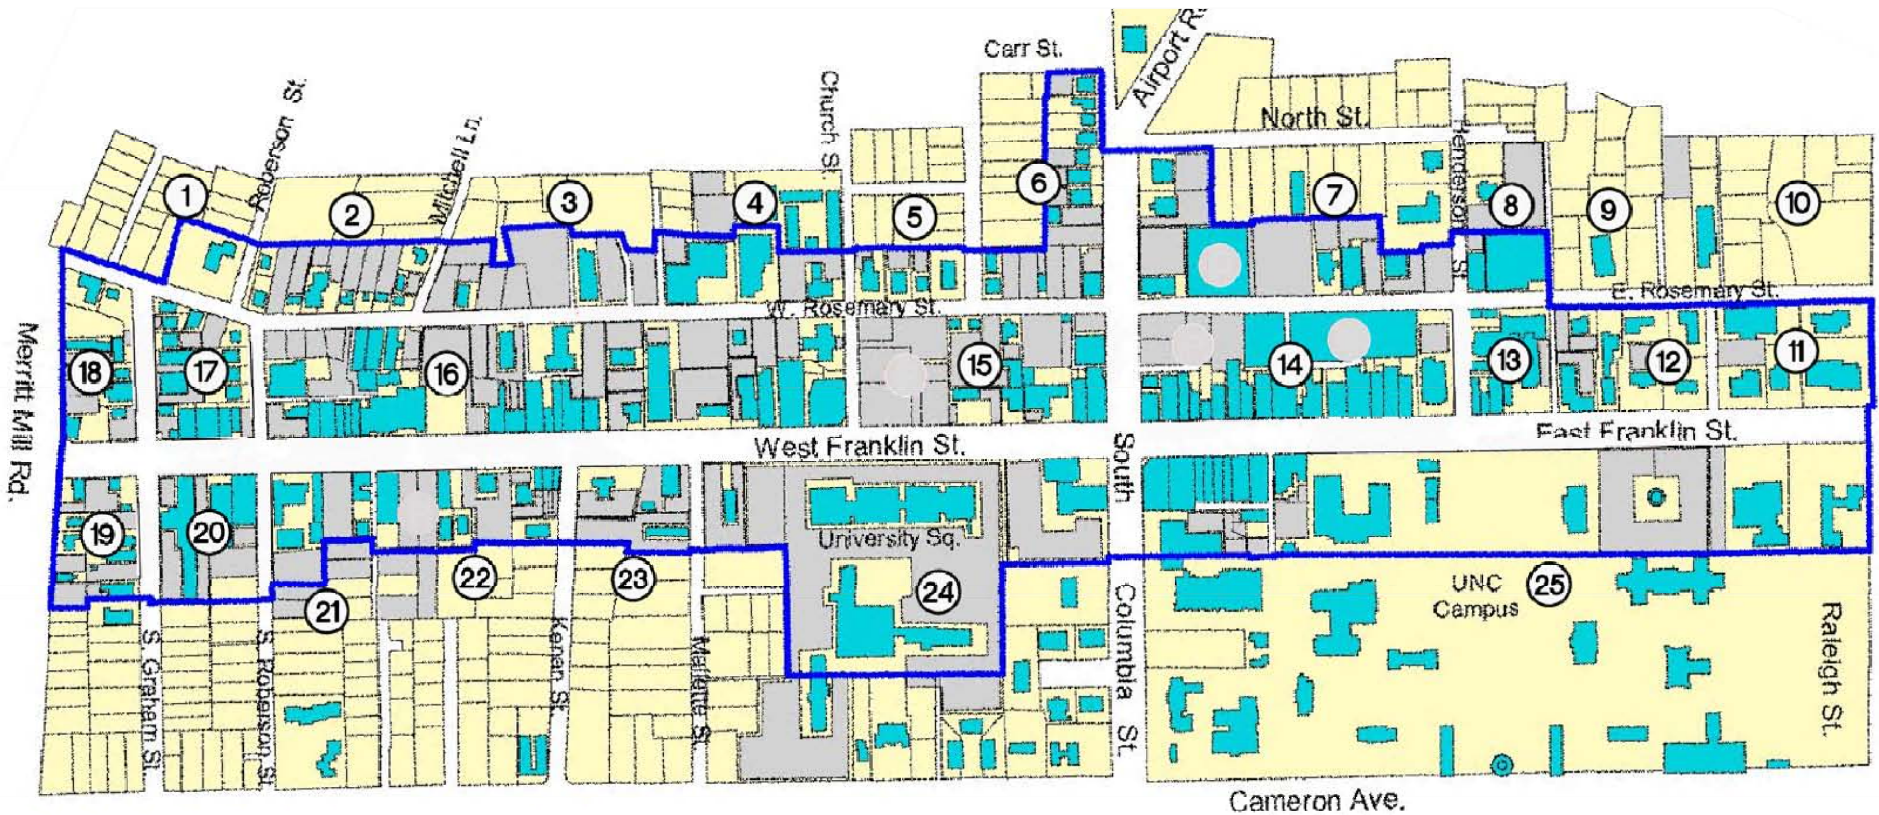 Carr St.
Airport R
Church St.
Roberson St.
Mitchell Ln.
North St.
Henderson St.
1
2
3
4
5
6
7
8
9
10
E. Rosemary St.
W. Rosemary St.
Merritt Mill Rd.
18
17
16
15
14
13
12
11
West Franklin St.
East Franklin St.
South
Columbia St.
19
20
21
22
23
University Sq.
24
UNC
Campus
25
S. Graham St.
S. Roberson St.
Kenan St.
Mallette St.
Raleigh St.
Cameron Ave.